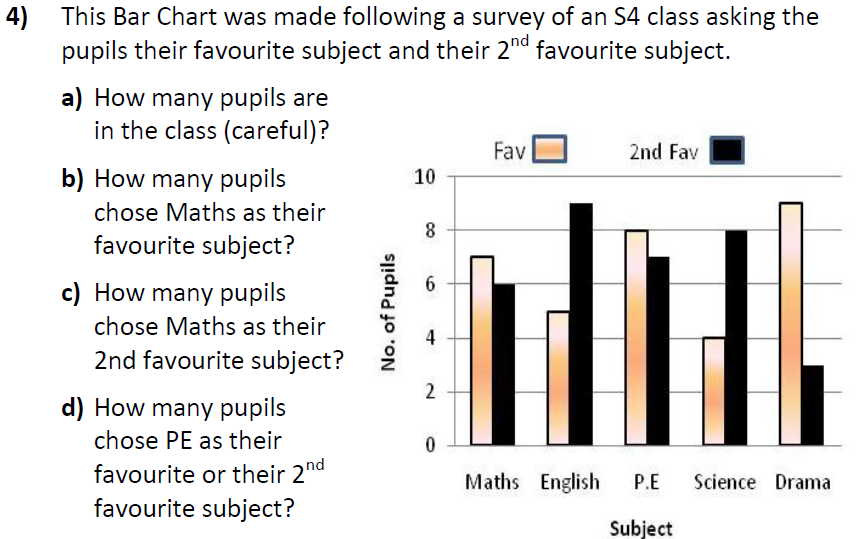 4) This Bar Chart was made following a survey of an S4 class asking the
pupils their favourite subject and their 2nd favourite subject.
a) How many pupils are
in the class (careful)?
b) How many pupils
chose Maths as their
favourite subject?
c) How many pupils
chose Maths as their
2nd favourite subject?
d) How many pupils
chose PE as their
favourite or their 2nd
favourite subject?
Fav 2nd Fav
10
8
6
4
2
0
No. of Pupils
Maths English P.E Science Drama
Subject